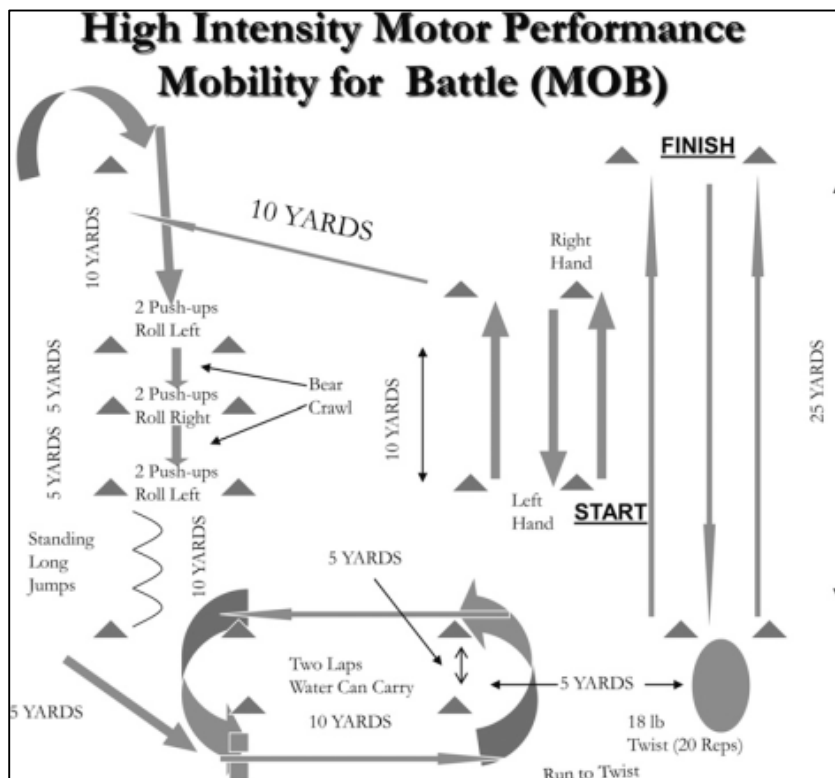 High Intensity Motor Performance
Mobility for Battle (MOB)
FINISH
10 YARDS
Right
Hand
10 YARDS
2 Push-ups
Roll Left
5 YARDS
Bear
Crawl
2 Push-ups
Roll Right
10 YARDS
25 YARDS
5 YARDS
2 Push-ups
Roll Left
Left
Hand
START
Standing
Long
Jumps
10 YARDS
5 YARDS
Two Laps
Water Can Carry
5 YARDS
5 YARDS
10 YARDS
18 lb
Twist (20 Reps)
Run to Twist